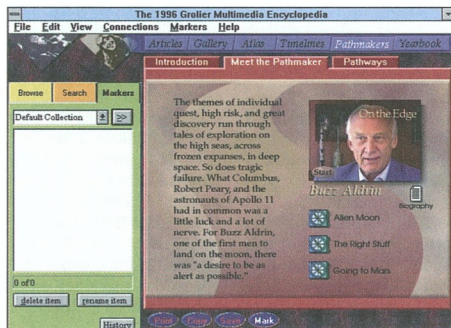 The 1996 Grolier Multimedia Encyclopedia
File Edit View Connections Markers Help
Articles Gallery Atlas Timelines Pathmakers Yearbook
Introduction Meet the Pathmaker Pathways
Browse Search Markers
Default Collection >>
0 of 0
delete item rename item
History
The themes of individual
quest, high risk, and great
discovery run through
tales of exploration on
the high seas, across
frozen expanses, in deep
space. So does tragic
failure. What Columbus,
Robert Peary, and the
astronauts of Apollo 11
had in common was a
little luck and a lot of
nerve. For Buzz Aldrin,
one of the first men to
land on the moon, there
was "a desire to be as
alert as possible."
On the Edge
Start
Buzz Aldrin
Biography
Alien Moon
The Right Stuff
Going to Mars
Print Copy Save Mark